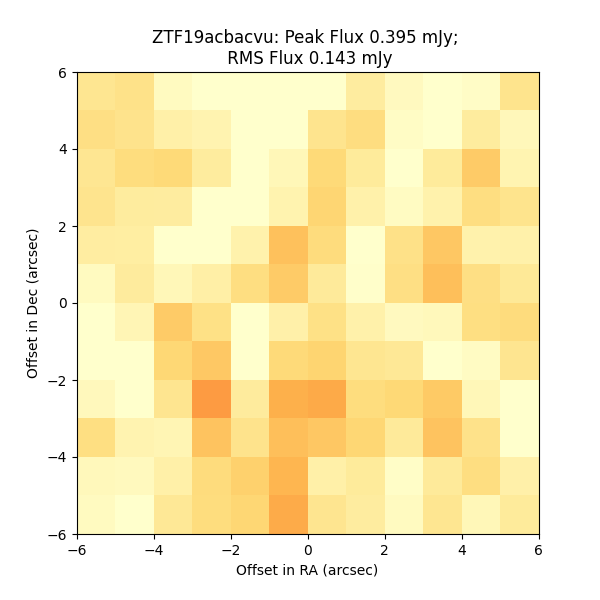 ZTF19acbacvu: Peak Flux 0.395 mJy;
RMS Flux 0.143 mJy
6
4
2
0
−2
−4
−6
Offset in Dec (arcsec)
−6 −4 −2 0 2 4 6
Offset in RA (arcsec)